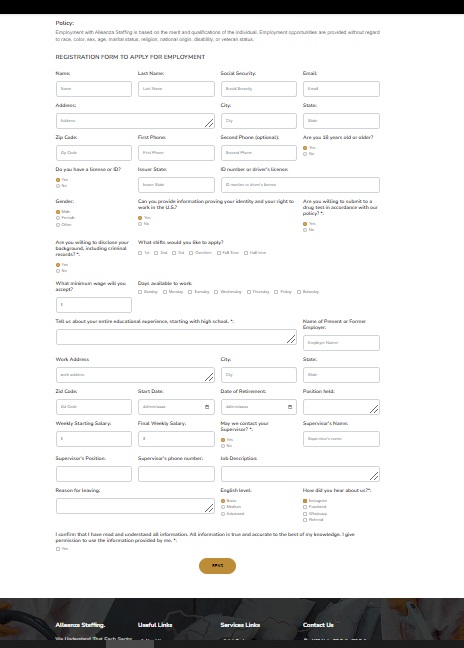 Policy:
Employment with Alleanza Staffing is based on the merit and qualifications of the individual. Employment opportunities are provided without regard
to race, color, sex, age, marital status, religion, national origin, disability, or veteran status.
REGISTRATION FORM TO APPLY FOR EMPLOYMENT
Name: Last Name: Social Security: Email:
Name Last Name Social Security Email
Address: City: State:
Address City State
Zip Code: First Phone: Second Phone (optional): Are you 18 years old or older?
Zip Code First Phone Second Phone Yes
No
Do you have a license or ID? Issuer State: ID number or driver's license:
Yes Issuer State ID number or driver's license
No
Gender: Can you provide information proving your identity and your right to
work in the U.S.? Are you willing to submit to a
drug test in accordance with our
policy? *:
Male Yes Yes
Female No No
Other
Are you willing to disclose your
background, including criminal
records? *: What shifts would you like to apply?
Yes 1st 2nd 3rd Overtime Full Time Half time
No
What minimum wage will you
accept? Days available to work:
$ Sunday Monday Tuesday Wednesday Thursday Friday Saturday
Tell us about your entire educational experience, starting with high school. *: Name of Present or Former
Employer:
Employer Name
Work Address City: State:
work address City State
Zid Code: Start Date: Date of Retirement: Position held:
Zid Code dd/mm/aaaa dd/mm/aaaa
Weekly Starting Salary: Final Weekly Salary: May we contact your
Supervisor? *: Supervisor's Name:
$ $ Yes Supervisor's name
No
Supervisor's Position: Supervisor's phone number: Job Description:
Reason for leaving: English level: How did you hear about us?*:
Basic Instagram
Medium Facebook
Advanced Whatsapp
Referred
I confirm that I have read and understand all information. All information is true and accurate to the best of my knowledge. I give
permission to use the information provided by me. *:
Yes
SEND
Alleanza Staffing. Useful Links Services Links Contact Us
We Understand That Each Sector